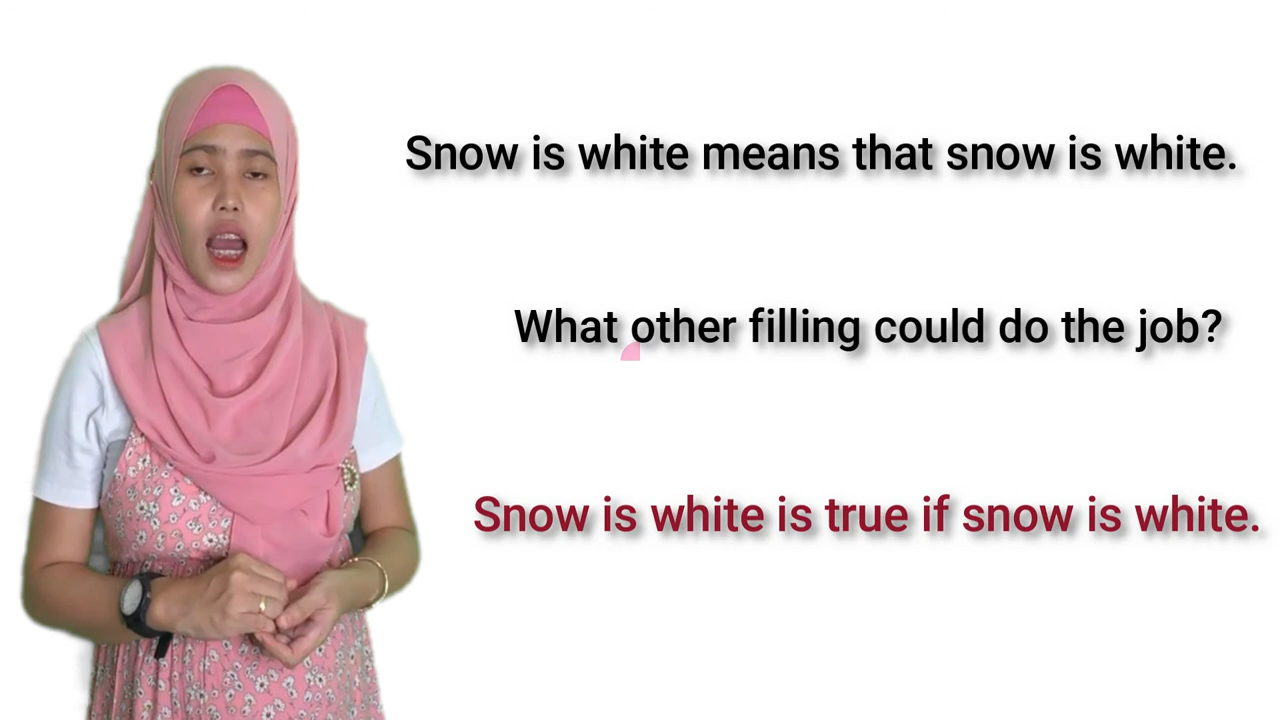 Snow is white means that snow is white.
What other filling could do the job?
Snow is white is true if snow is white.